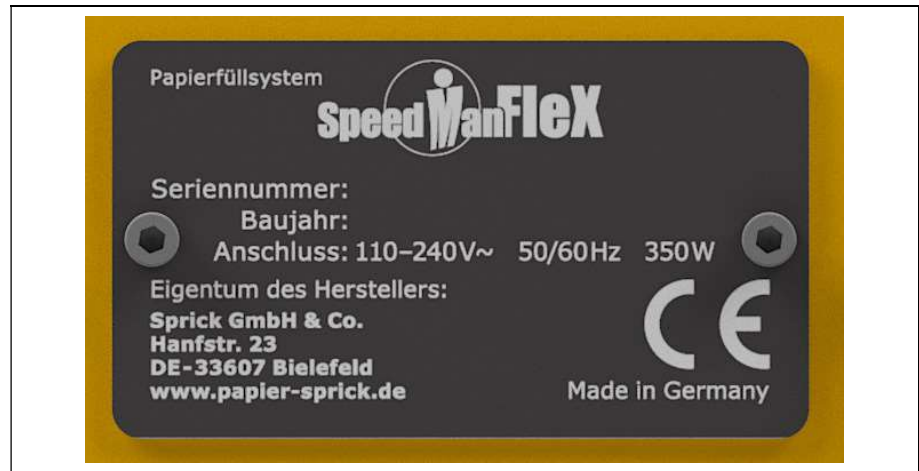 Papierfüllsystem
SpeedManFleX
Seriennummer:
Baujahr:
Anschluss: 110–240V~ 50/60Hz 350W
Eigentum des Herstellers:
Sprick GmbH & Co.
Hanfstr. 23
DE-33607 Bielefeld
www.papier-sprick.de
CE
Made in Germany